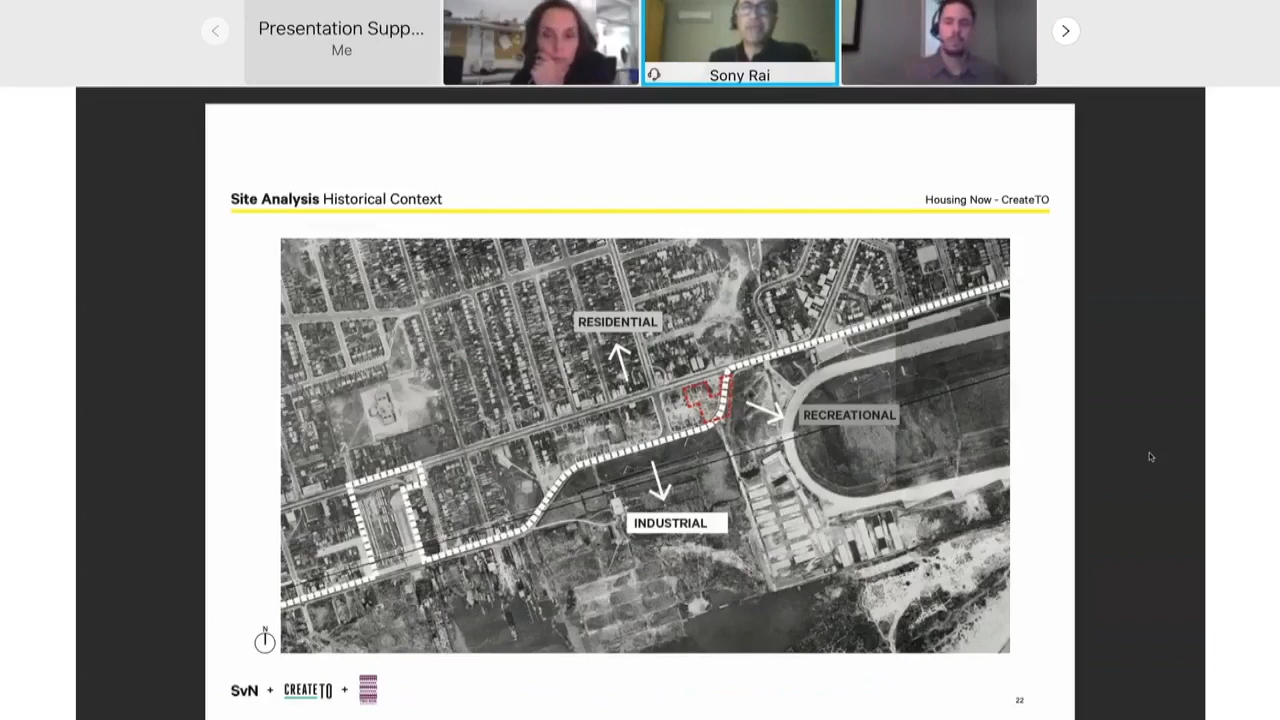 Presentation Supp...
Me
Sony Rai
Site Analysis Historical Context
Housing Now - CreateTO
RESIDENTIAL
RECREATIONAL
INDUSTRIAL
N
SvN + CREATETO +
22